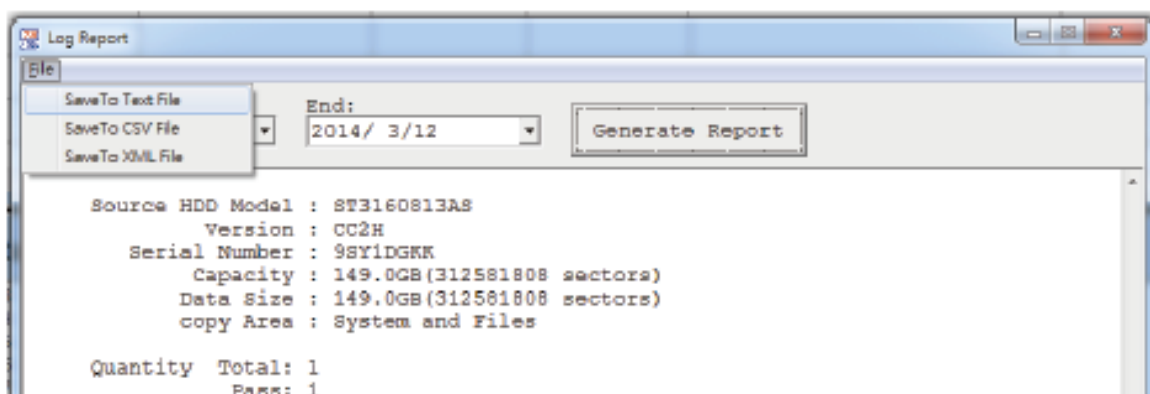 Log Report
File
SaveTo Text File
SaveTo CSV File
SaveTo XML File
End:
2014/ 3/12
Generate Report
Source HDD Model : ST3160813AS
Version : CC2H
Serial Number : 9SY1DGKK
Capacity : 149.0GB(312581808 sectors)
Data Size : 149.0GB(312581808 sectors)
copy Area : System and Files
Quantity Total: 1
Pass: 1